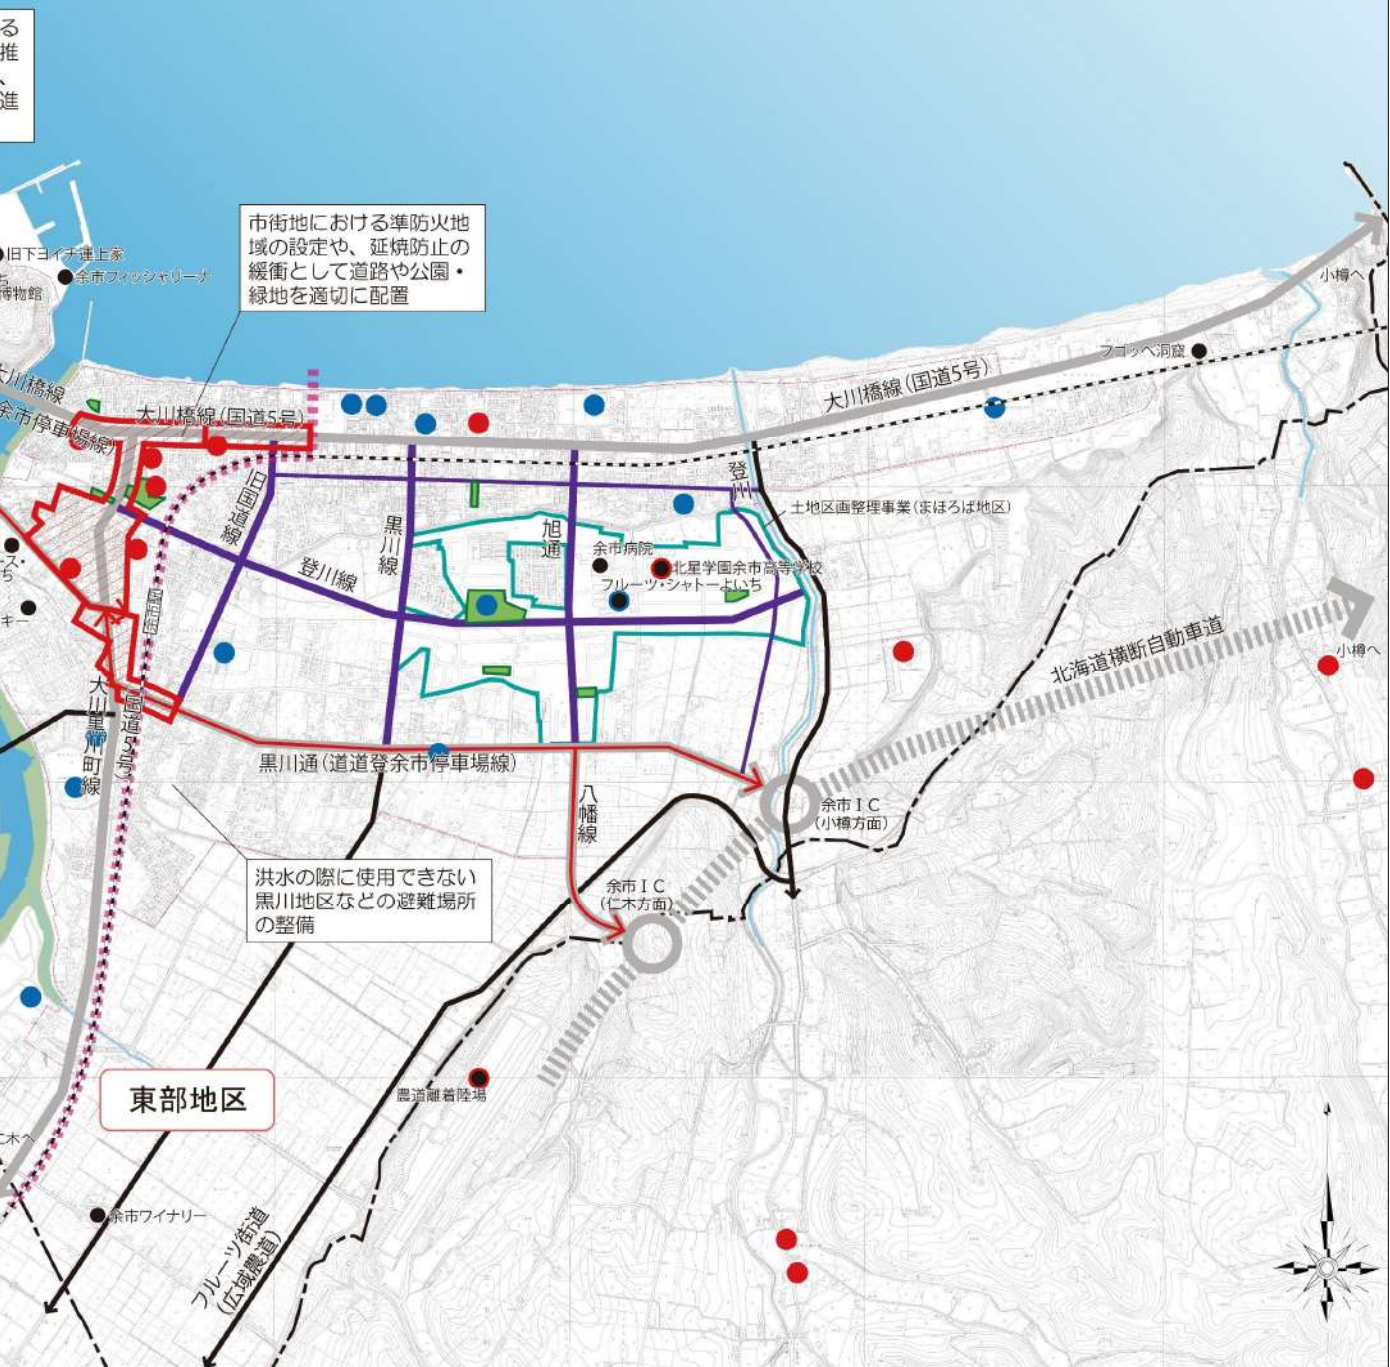 る
推
、
進
市街地における準防火地
域の設定や、延焼防止の
緩衝として道路や公園・
緑地を適切に配置
旧下ヨイチ運上家
余市フィッシャリーナ
博物館
小樽へ
フゴッペ洞窟
大川橋線
余市停車場線)
大川橋線(国道5号)
大川橋線(国道5号)
旧国道線
黒川線
旭通
登川
土地区画整理事業(まほろば地区)
登川線
余市病院
北星学園余市高等学校
フルーツ・シャトーよいち
ース・
ち
キー
北海道横断自動車道
小樽へ
大川黒川町線
(国道5号)
黒川通(道道登余市停車場線)
八幡線
余市IC
(小樽方面)
余市IC
(仁木方面)
洪水の際に使用できない
黒川地区などの避難場所
の整備
東部地区
農道離着陸場
木へ
余市ワイナリー
フルーツ街道
(広域農道)